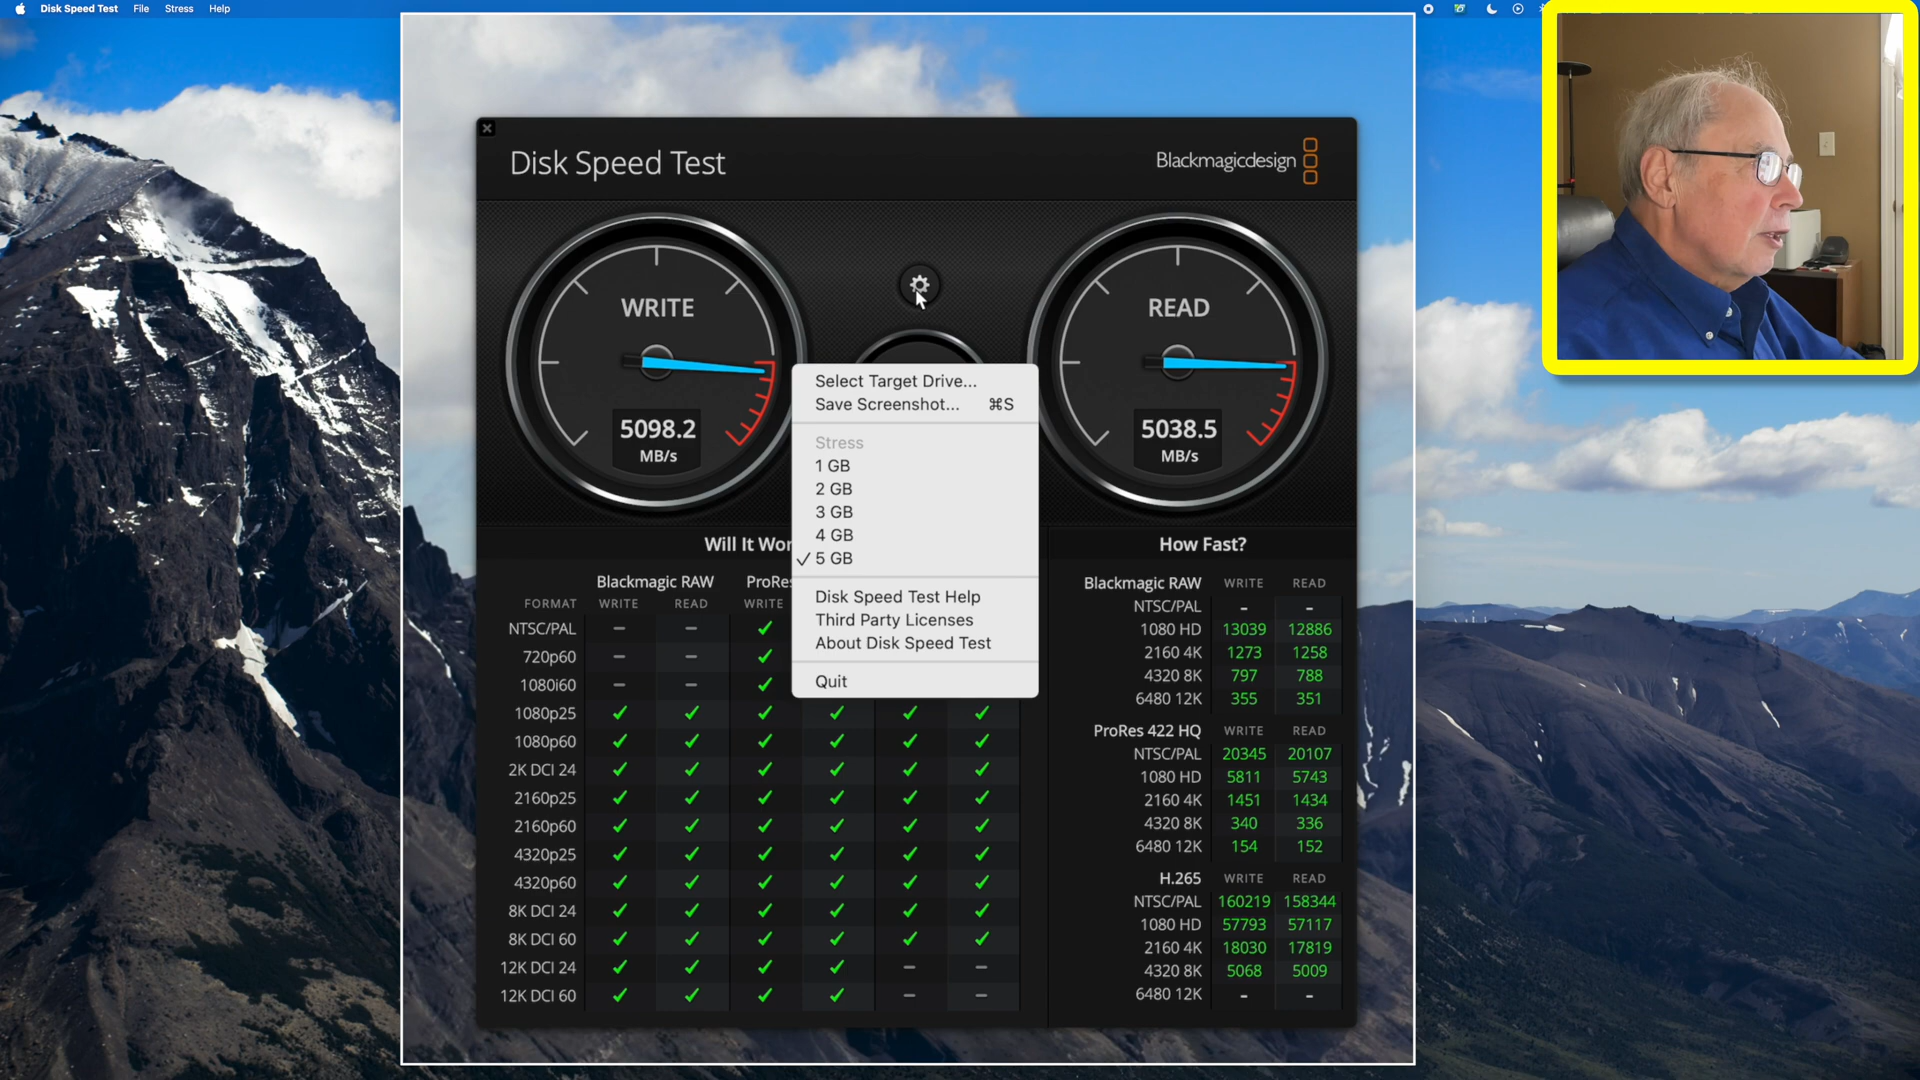 Disk Speed Test File Stress Help
Disk Speed Test
Blackmagicdesign
WRITE
5098.2
MB/s
READ
5038.5
MB/s
Select Target Drive...
Save Screenshot... ⌘S
Stress
1 GB
2 GB
3 GB
4 GB
✓ 5 GB
Disk Speed Test Help
Third Party Licenses
About Disk Speed Test
Quit
Will It Wor
Blackmagic RAW ProRes
FORMAT WRITE READ WRITE
NTSC/PAL – – ✓
720p60 – – ✓
1080i60 – – ✓
1080p25 ✓ ✓ ✓ ✓ ✓ ✓
1080p60 ✓ ✓ ✓ ✓ ✓ ✓
2K DCI 24 ✓ ✓ ✓ ✓ ✓ ✓
2160p25 ✓ ✓ ✓ ✓ ✓ ✓
2160p60 ✓ ✓ ✓ ✓ ✓ ✓
4320p25 ✓ ✓ ✓ ✓ ✓ ✓
4320p60 ✓ ✓ ✓ ✓ ✓ ✓
8K DCI 24 ✓ ✓ ✓ ✓ ✓ ✓
8K DCI 60 ✓ ✓ ✓ ✓ ✓ ✓
12K DCI 24 ✓ ✓ ✓ ✓ – –
12K DCI 60 ✓ ✓ ✓ ✓ – –
How Fast?
Blackmagic RAW WRITE READ
NTSC/PAL - -
1080 HD 13039 12886
2160 4K 1273 1258
4320 8K 797 788
6480 12K 355 351
ProRes 422 HQ WRITE READ
NTSC/PAL 20345 20107
1080 HD 5811 5743
2160 4K 1451 1434
4320 8K 340 336
6480 12K 154 152
H.265 WRITE READ
NTSC/PAL 160219 158344
1080 HD 57793 57117
2160 4K 18030 17819
4320 8K 5068 5009
6480 12K - -